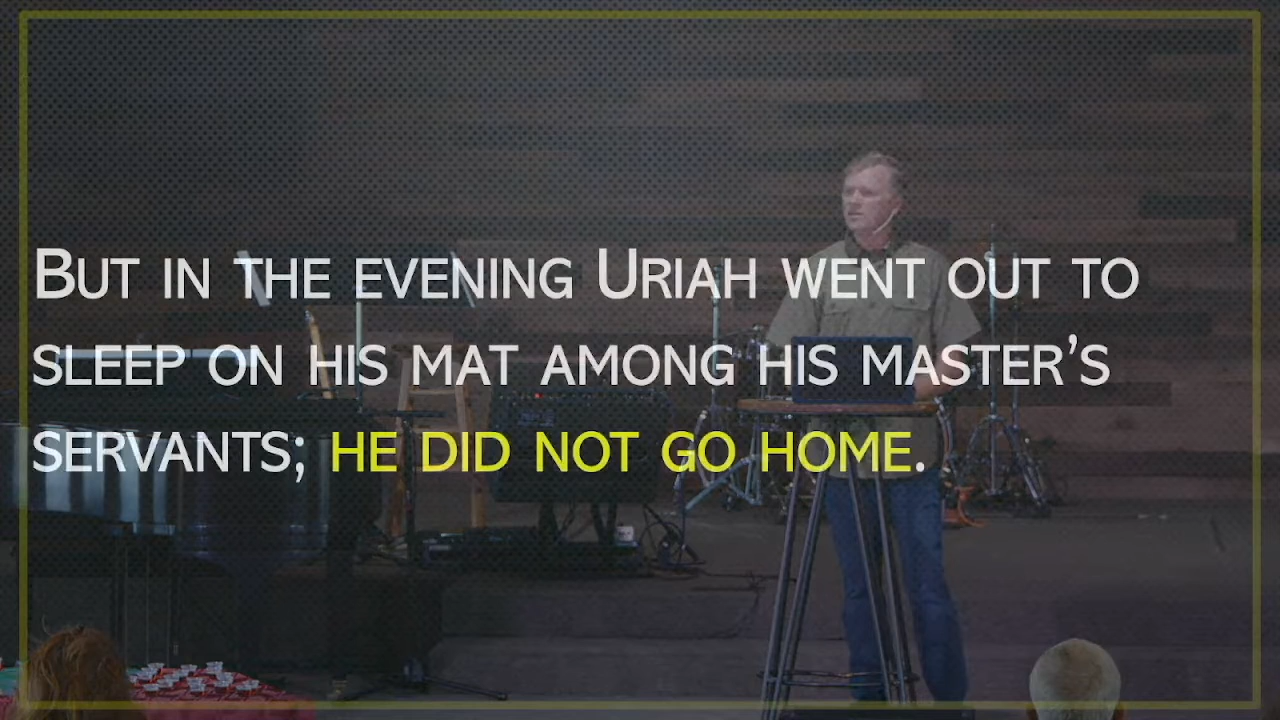 But in the evening Uriah went out to
sleep on his mat among his master's
servants; he did not go home.